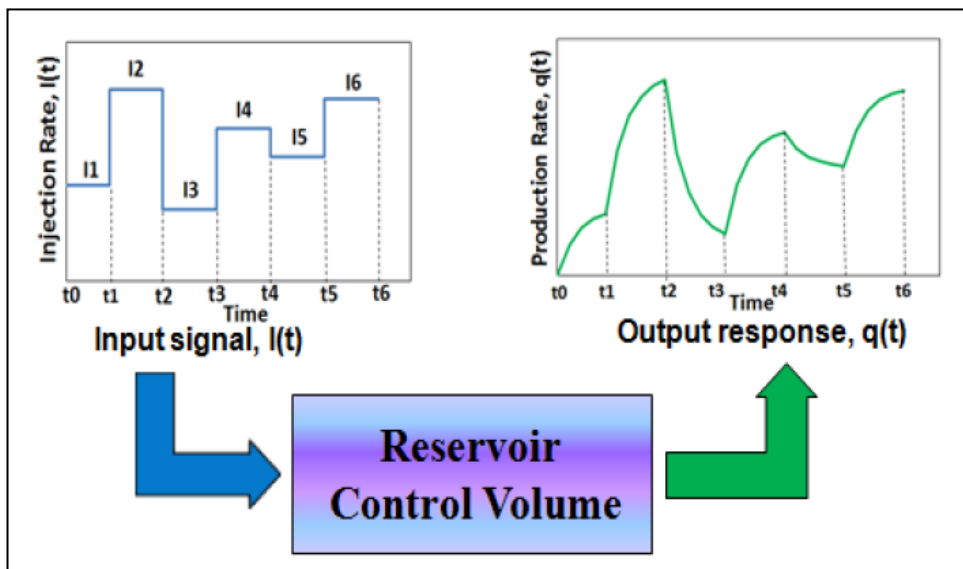 Injection Rate, I(t)
I1
I2
I3
I4
I5
I6
t0 t1 t2 t3 t4 t5 t6
Time
Input signal, I(t)
Production Rate, q(t)
t0 t1 t2 t3 t4 t5 t6
Time
Output response, q(t)
Reservoir
Control Volume